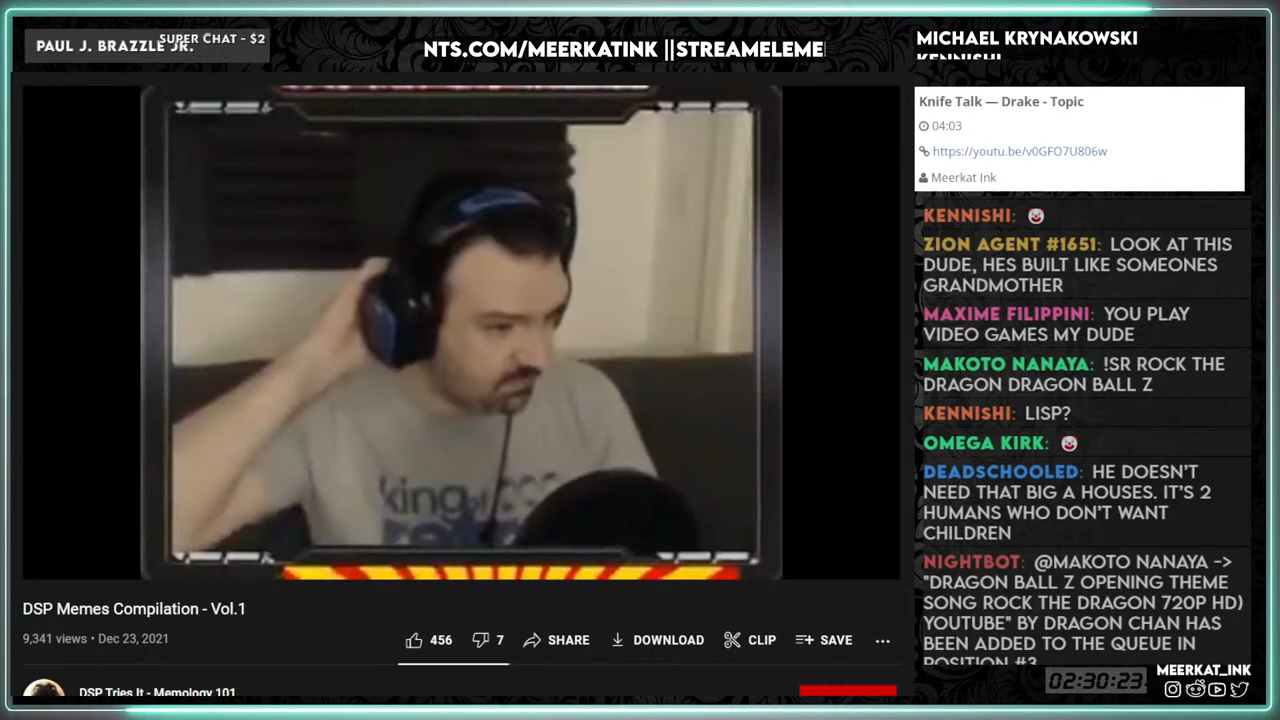 PAUL J. BRAZZLE JR.
SUPER CHAT - $2
NTS.COM/MEERKATINK ||STREAMELEME
MICHAEL KRYNAKOWSKI
KENNISHI
Knife Talk — Drake - Topic
04:03
https://youtu.be/v0GFO7U806w
Meerkat Ink
KENNISHI:
ZION AGENT #1651: LOOK AT THIS
DUDE, HES BUILT LIKE SOMEONES
GRANDMOTHER
MAXIME FILIPPINI: YOU PLAY
VIDEO GAMES MY DUDE
MAKOTO NANAYA: !SR ROCK THE
DRAGON DRAGON BALL Z
KENNISHI: LISP?
OMEGA KIRK:
DEADSCHOOLED: HE DOESN'T
NEED THAT BIG A HOUSES. IT'S 2
HUMANS WHO DON'T WANT
CHILDREN
NIGHTBOT: @MAKOTO NANAYA ->
"DRAGON BALL Z OPENING THEME
SONG ROCK THE DRAGON 720P HD)
YOUTUBE" BY DRAGON CHAN HAS
BEEN ADDED TO THE QUEUE IN
POSITION #3
king of
DSP Memes Compilation - Vol.1
9,341 views • Dec 23, 2021
456
7
SHARE
DOWNLOAD
CLIP
SAVE
DSP Tries It - Memology 101
02:30:23
MEERKAT_INK